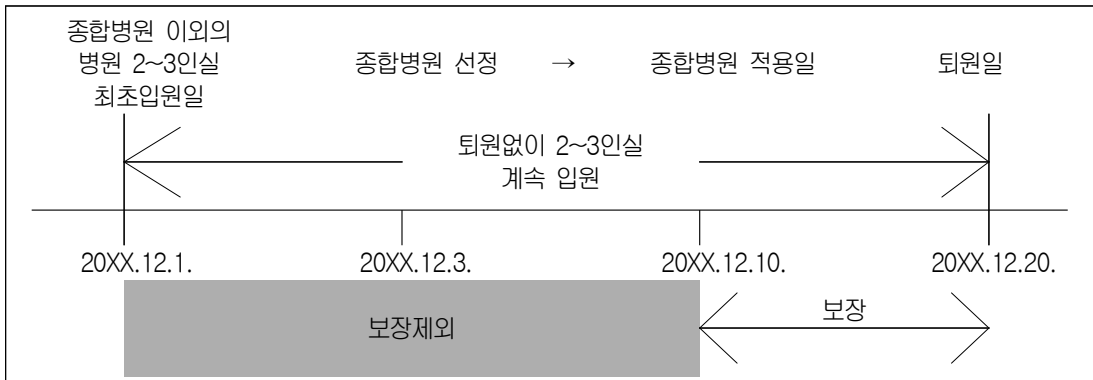 종합병원 이외의
병원 2~3인실
최초입원일
종합병원 선정 → 종합병원 적용일
퇴원일
퇴원없이 2~3인실
계속 입원
20XX.12.1. 20XX.12.3. 20XX.12.10. 20XX.12.20.
보장제외
보장